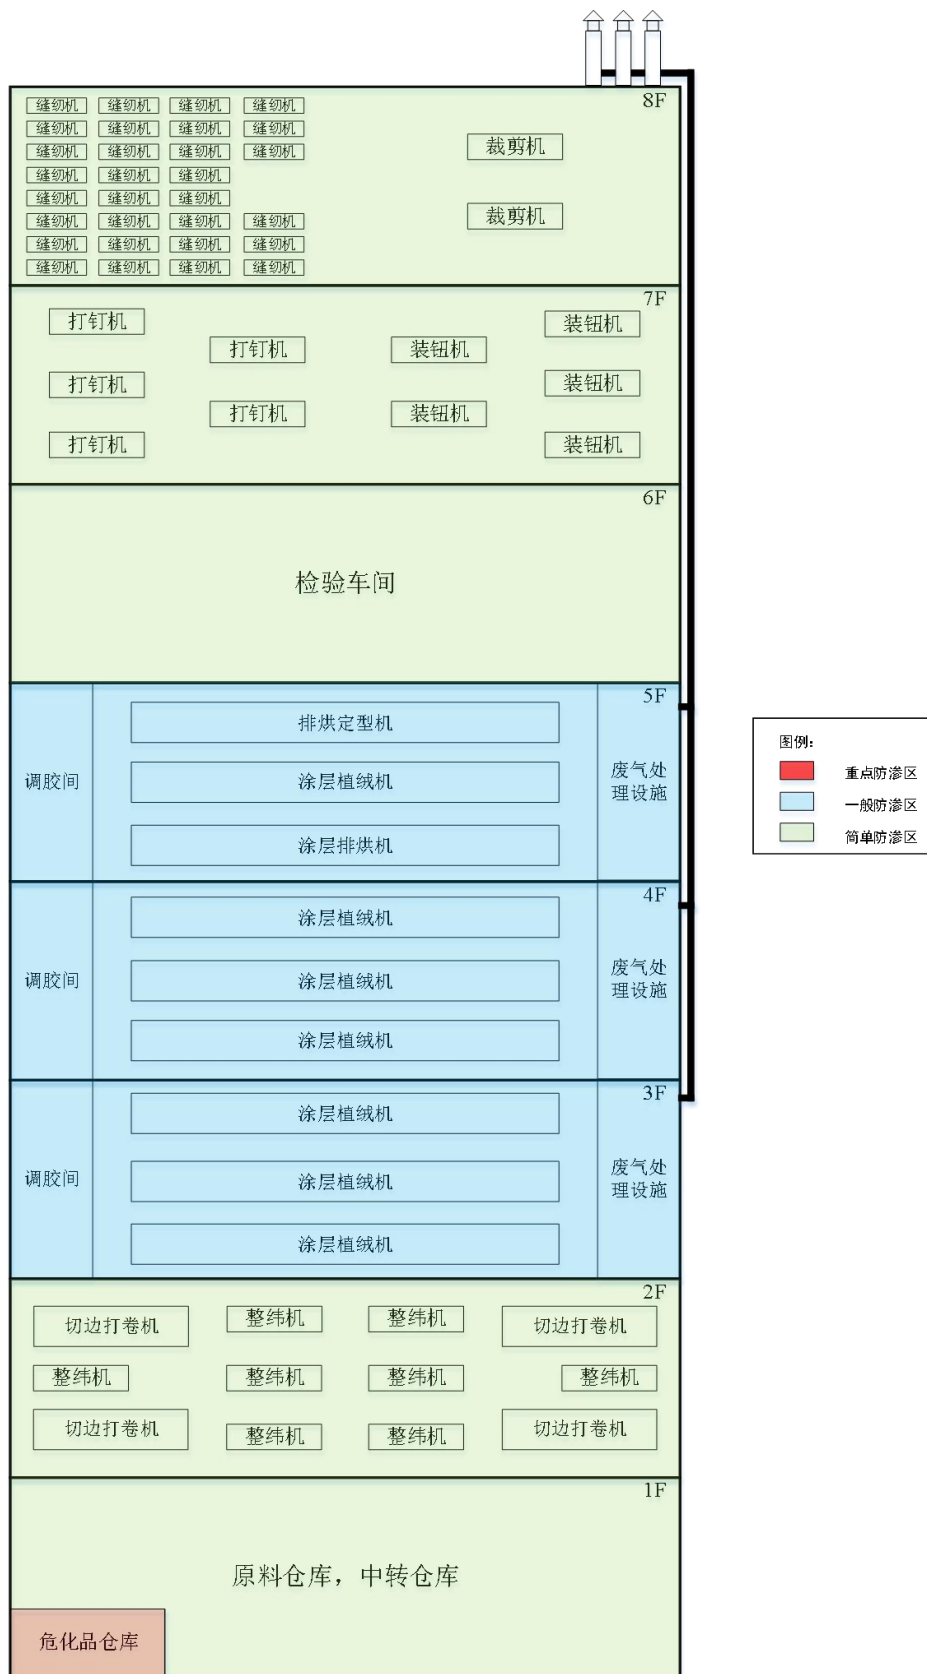 8F
缝纫机 缝纫机 缝纫机 缝纫机
缝纫机 缝纫机 缝纫机 缝纫机
缝纫机 缝纫机 缝纫机 缝纫机
缝纫机 缝纫机 缝纫机
缝纫机 缝纫机 缝纫机
缝纫机 缝纫机 缝纫机 缝纫机
缝纫机 缝纫机 缝纫机 缝纫机
缝纫机 缝纫机 缝纫机 缝纫机
裁剪机
裁剪机
7F
打钉机
打钉机
打钉机
打钉机
打钉机
装钮机
装钮机
装钮机
装钮机
装钮机
6F
检验车间
5F
调胶间
排烘定型机
涂层植绒机
涂层排烘机
废气处
理设施
4F
调胶间
涂层植绒机
涂层植绒机
涂层植绒机
废气处
理设施
3F
调胶间
涂层植绒机
涂层植绒机
涂层植绒机
废气处
理设施
2F
切边打卷机 整纬机 整纬机 切边打卷机
整纬机 整纬机 整纬机 整纬机
切边打卷机 整纬机 整纬机 切边打卷机
1F
原料仓库，中转仓库
危化品仓库
图例：
重点防渗区
一般防渗区
简单防渗区